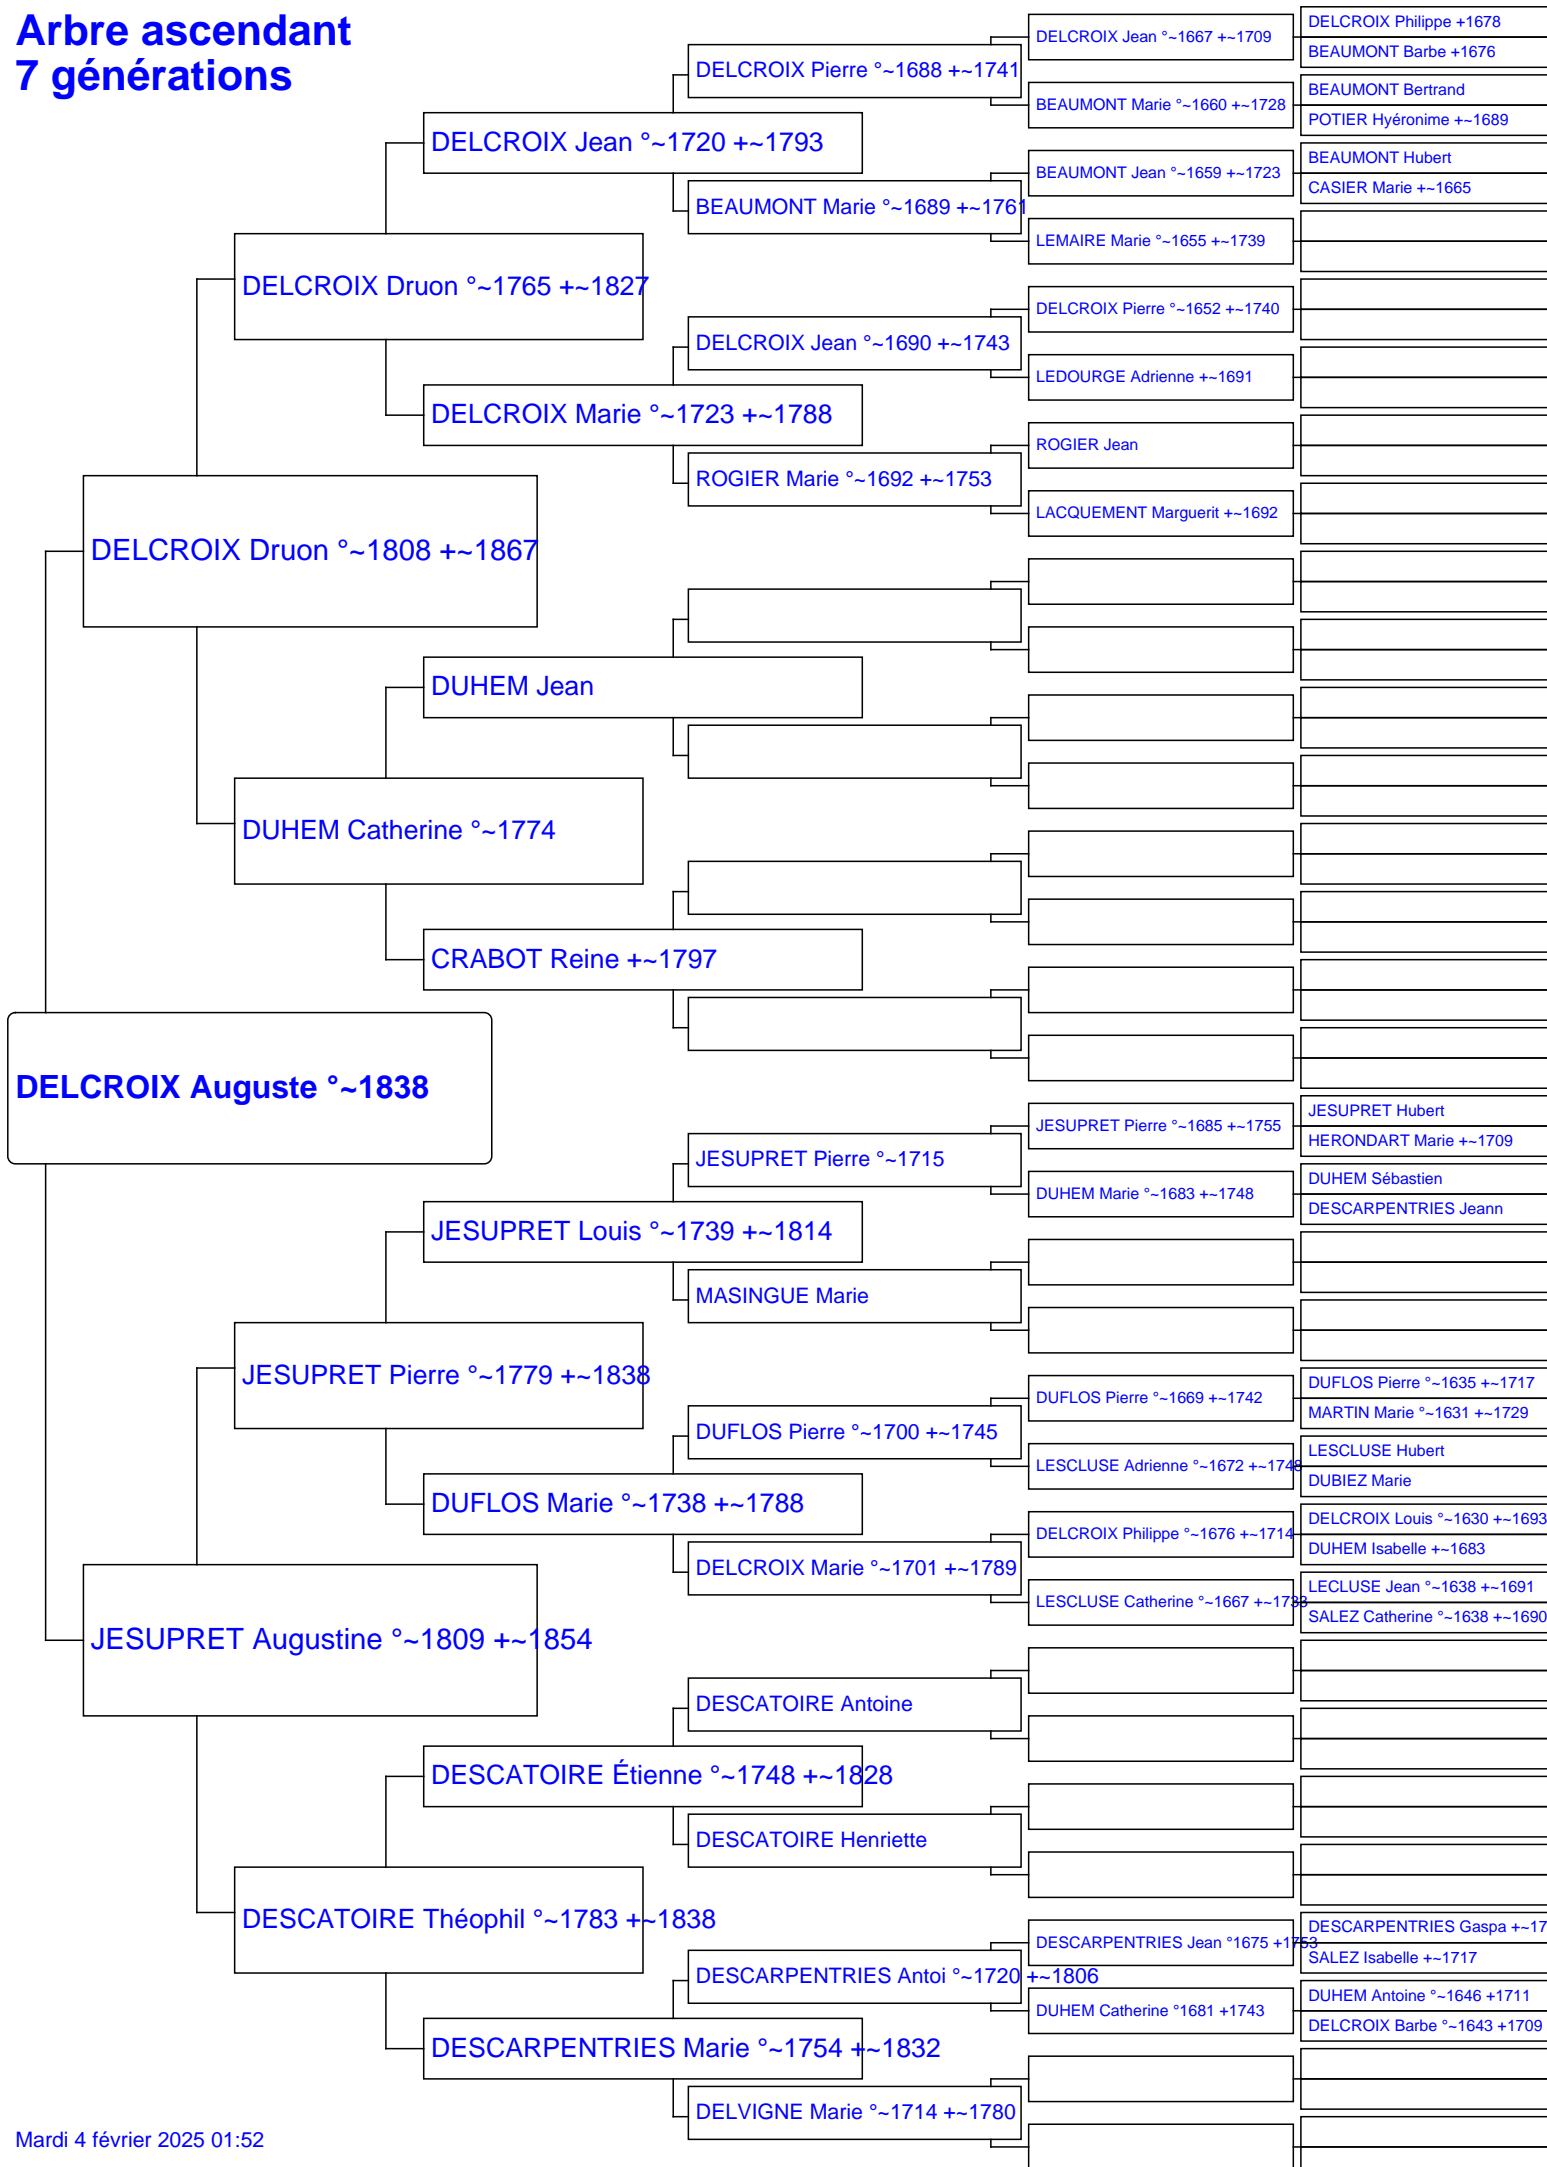 Arbre ascendant
7 générations
DELCROIX Philippe +1678
DELCROIX Jean °~1667 +~1709
BEAUMONT Barbe +1676
DELCROIX Pierre °~1688 +~1741
BEAUMONT Bertrand
BEAUMONT Marie °~1660 +~1728
POTIER Hyéronime +~1689
DELCROIX Jean °~1720 +~1793
BEAUMONT Hubert
BEAUMONT Jean °~1659 +~1723
CASIER Marie +~1665
BEAUMONT Marie °~1689 +~1761
LEMAIRE Marie °~1655 +~1739
DELCROIX Druon °~1765 +~1827
DELCROIX Pierre °~1652 +~1740
DELCROIX Jean °~1690 +~1743
LEDOURGE Adrienne +~1691
DELCROIX Marie °~1723 +~1788
ROGIER Jean
ROGIER Marie °~1692 +~1753
LACQUEMENT Marguerit +~1692
DELCROIX Druon °~1808 +~1867
DUHEM Jean
DUHEM Catherine °~1774
CRABOT Reine +~1797
DELCROIX Auguste °~1838
JESUPRET Hubert
JESUPRET Pierre °~1685 +~1755
HERONDART Marie +~1709
JESUPRET Pierre °~1715
DUHEM Sébastien
DUHEM Marie °~1683 +~1748
DESCARPENTRIES Jeann
JESUPRET Louis °~1739 +~1814
MASINGUE Marie
JESUPRET Pierre °~1779 +~1838
DUFLOS Pierre °~1635 +~1717
DUFLOS Pierre °~1669 +~1742
MARTIN Marie °~1631 +~1729
DUFLOS Pierre °~1700 +~1745
LESCLUSE Hubert
LESCLUSE Adrienne °~1672 +~1748
DUBIEZ Marie
DUFLOS Marie °~1738 +~1788
DELCROIX Louis °~1630 +~1693
DELCROIX Philippe °~1676 +~1714
DUHEM Isabelle +~1683
DELCROIX Marie °~1701 +~1789
LECLUSE Jean °~1638 +~1691
LESCLUSE Catherine °~1667 +~1733
SALEZ Catherine °~1638 +~1690
JESUPRET Augustine °~1809 +~1854
DESCATOIRE Antoine
DESCATOIRE Étienne °~1748 +~1828
DESCATOIRE Henriette
DESCATOIRE Théophil °~1783 +~1838
DESCARPENTRIES Gaspa +~17
DESCARPENTRIES Jean °1675 +1753
SALEZ Isabelle +~1717
DESCARPENTRIES Antoi °~1720 +~1806
DUHEM Antoine °~1646 +1711
DUHEM Catherine °1681 +1743
DELCROIX Barbe °~1643 +1709
DESCARPENTRIES Marie °~1754 +~1832
DELVIGNE Marie °~1714 +~1780
Mardi 4 février 2025 01:52